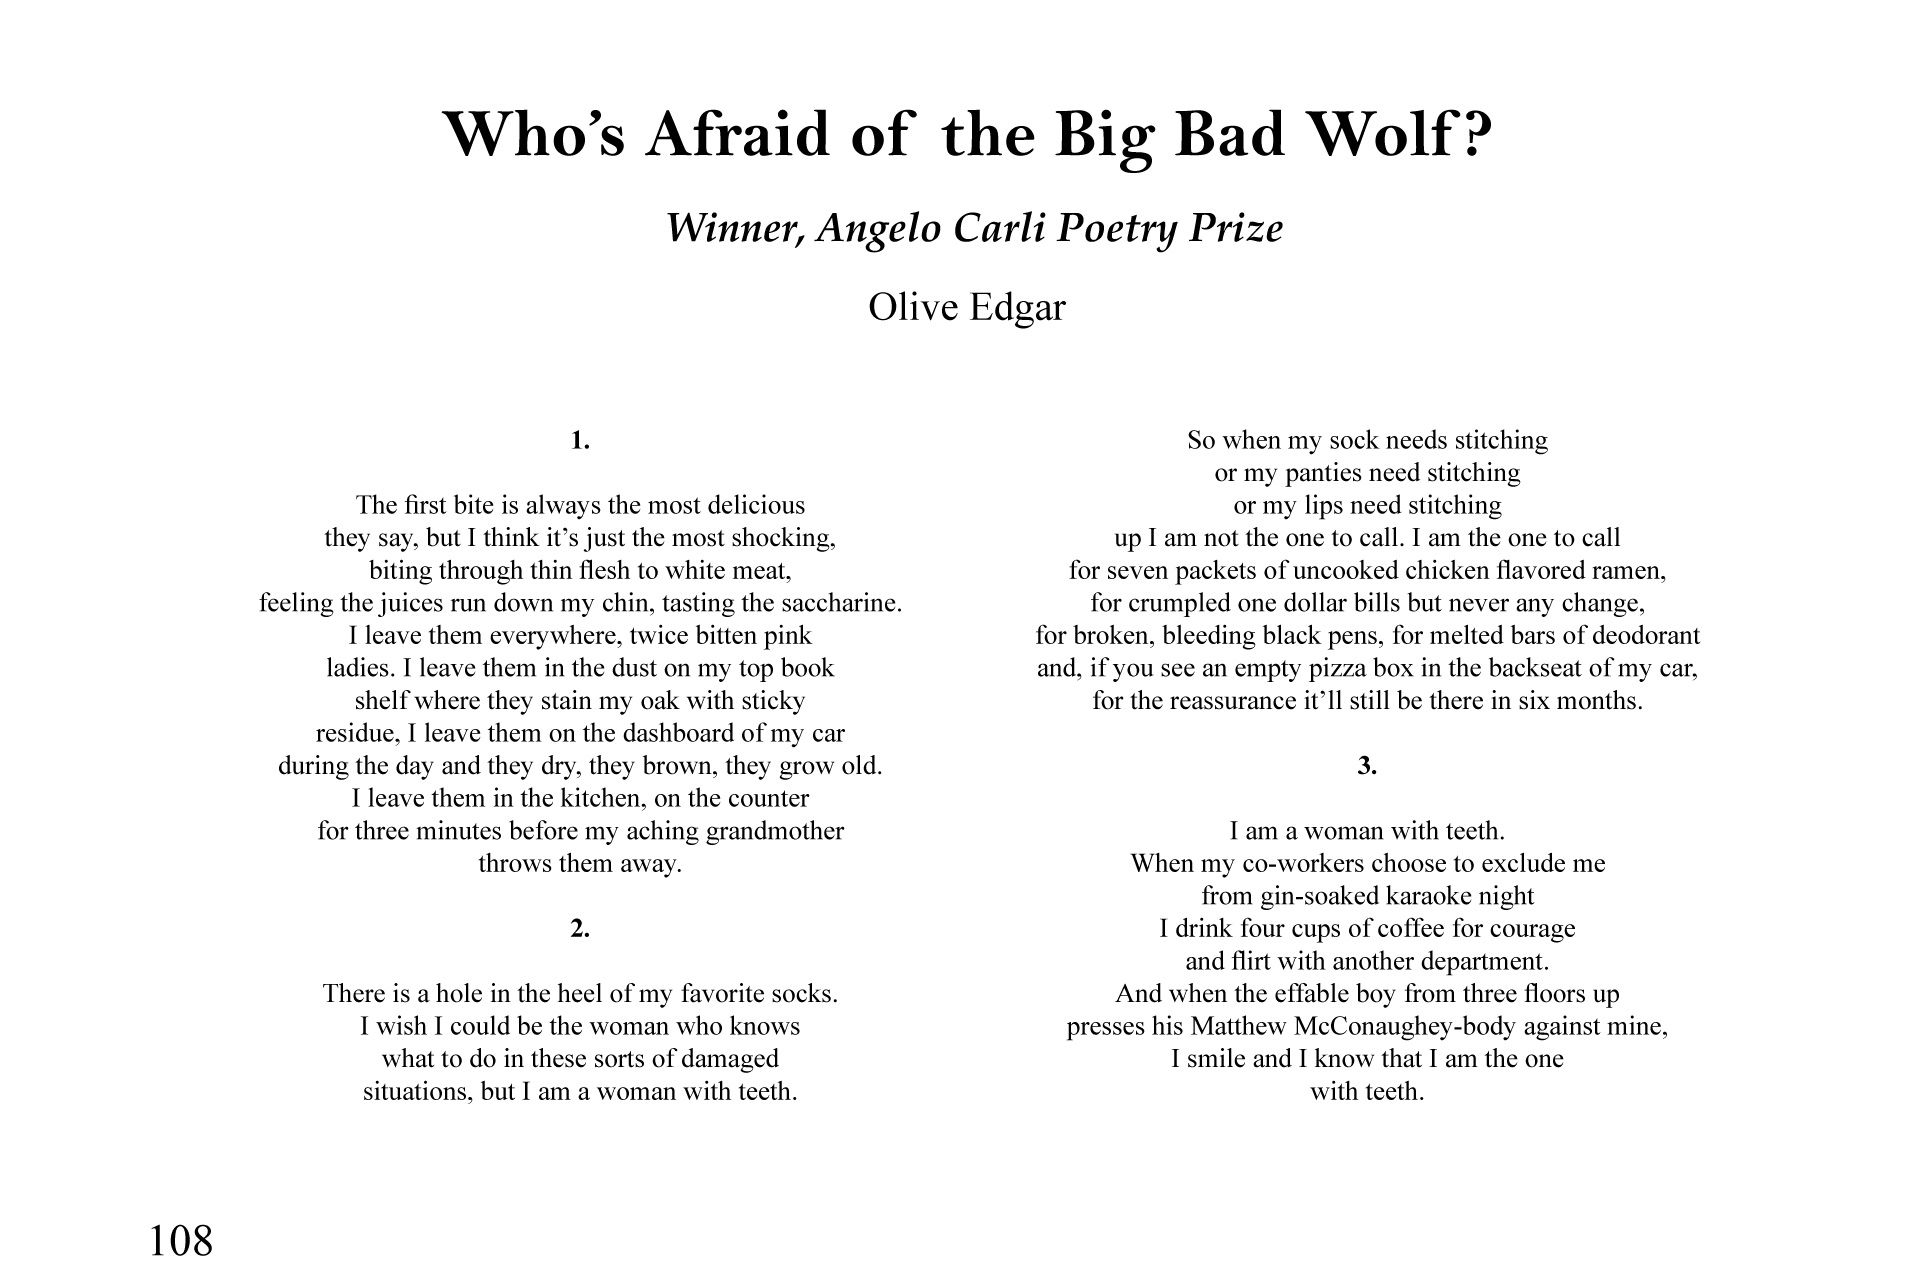 Who’s Afraid of the Big Bad Wolf?
Winner, Angelo Carli Poetry Prize
Olive Edgar
1.
The first bite is always the most delicious
they say, but I think it’s just the most shocking,
biting through thin flesh to white meat,
feeling the juices run down my chin, tasting the saccharine.
I leave them everywhere, twice bitten pink
ladies. I leave them in the dust on my top book
shelf where they stain my oak with sticky
residue, I leave them on the dashboard of my car
during the day and they dry, they brown, they grow old.
I leave them in the kitchen, on the counter
for three minutes before my aching grandmother
throws them away.
2.
There is a hole in the heel of my favorite socks.
I wish I could be the woman who knows
what to do in these sorts of damaged
situations, but I am a woman with teeth.
So when my sock needs stitching
or my panties need stitching
or my lips need stitching
up I am not the one to call. I am the one to call
for seven packets of uncooked chicken flavored ramen,
for crumpled one dollar bills but never any change,
for broken, bleeding black pens, for melted bars of deodorant
and, if you see an empty pizza box in the backseat of my car,
for the reassurance it’ll still be there in six months.
3.
I am a woman with teeth.
When my co-workers choose to exclude me
from gin-soaked karaoke night
I drink four cups of coffee for courage
and flirt with another department.
And when the effable boy from three floors up
presses his Matthew McConaughey-body against mine,
I smile and I know that I am the one
with teeth.
108